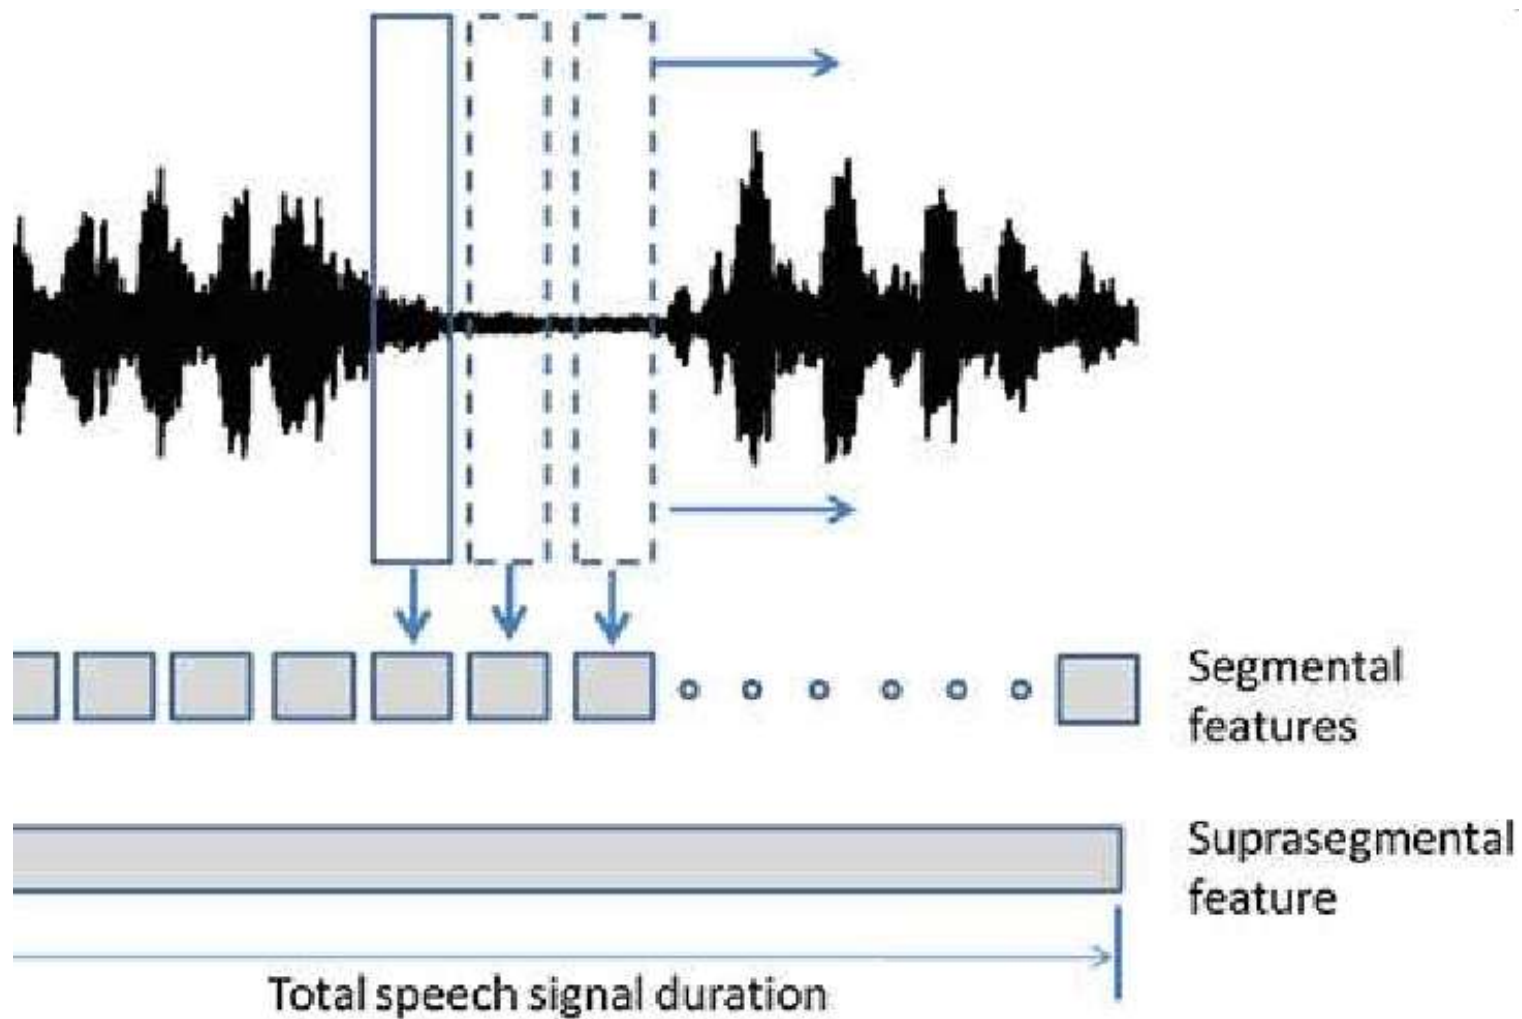 Segmental
features
Suprasegmental
feature
Total speech signal duration